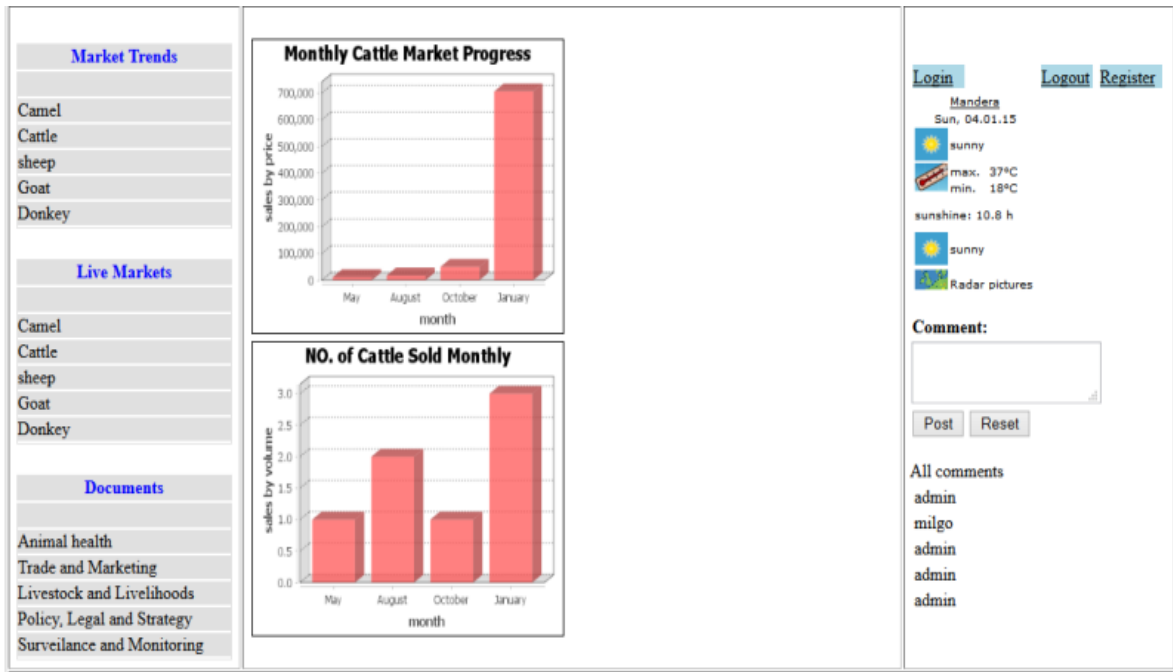 Market Trends
Camel
Cattle
sheep
Goat
Donkey
Live Markets
Camel
Cattle
sheep
Goat
Donkey
Documents
Animal health
Trade and Marketing
Livestock and Livelihoods
Policy, Legal and Strategy
Surveilance and Monitoring
Monthly Cattle Market Progress
700,000
600,000
500,000
400,000
300,000
200,000
100,000
0
sales by price
May August October January
month
NO. of Cattle Sold Monthly
3.0
2.5
2.0
1.5
1.0
0.5
0.0
sales by volume
May August October January
month
Login Logout Register
Mandera
Sun, 04.01.15
sunny
max. 37°C
min. 18°C
sunshine: 10.8 h
sunny
Radar pictures
Comment:
Post Reset
All comments
admin
milgo
admin
admin
admin